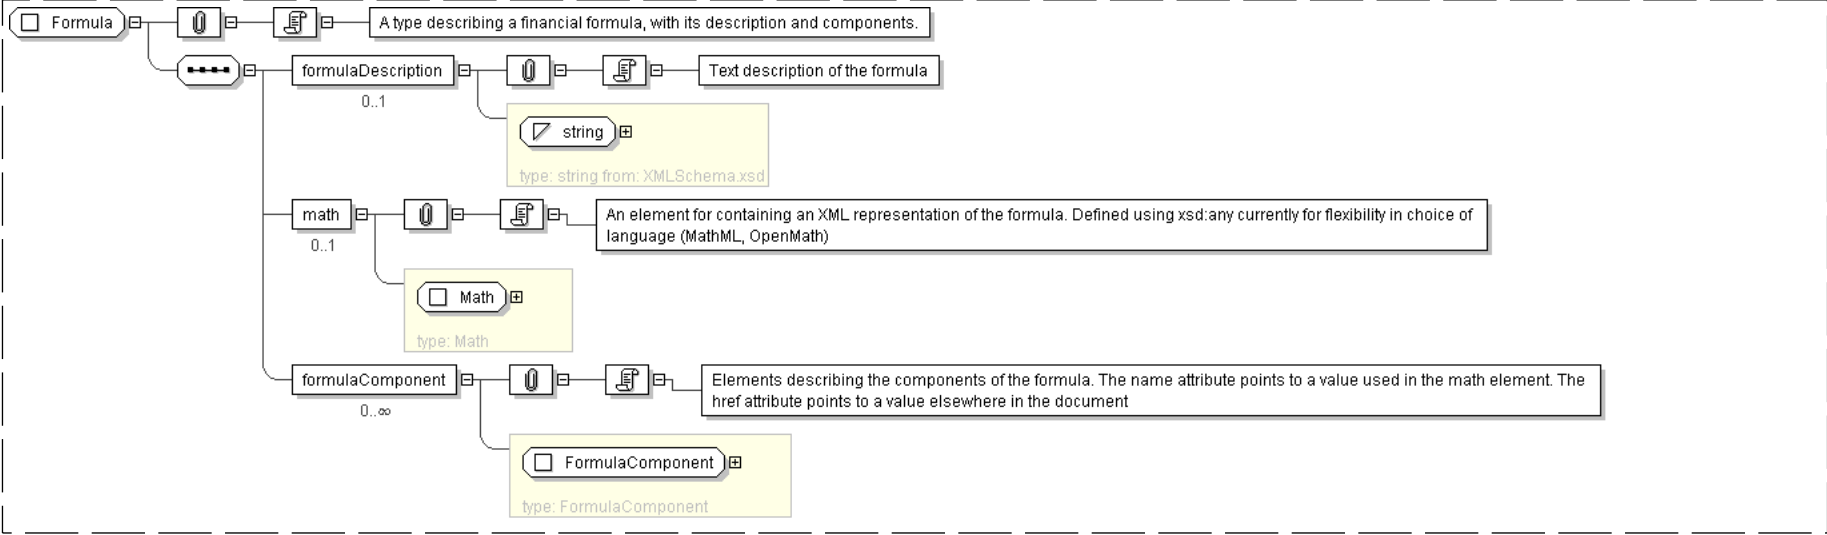 Formula
A type describing a financial formula, with its description and components.
formulaDescription
Text description of the formula
0..1
string
type: string from: XMLSchema.xsd
math
An element for containing an XML representation of the formula. Defined using xsd:any currently for flexibility in choice of
language (MathML, OpenMath)
0..1
Math
type: Math
formulaComponent
Elements describing the components of the formula. The name attribute points to a value used in the math element. The
href attribute points to a value elsewhere in the document
0..∞
FormulaComponent
type: FormulaComponent